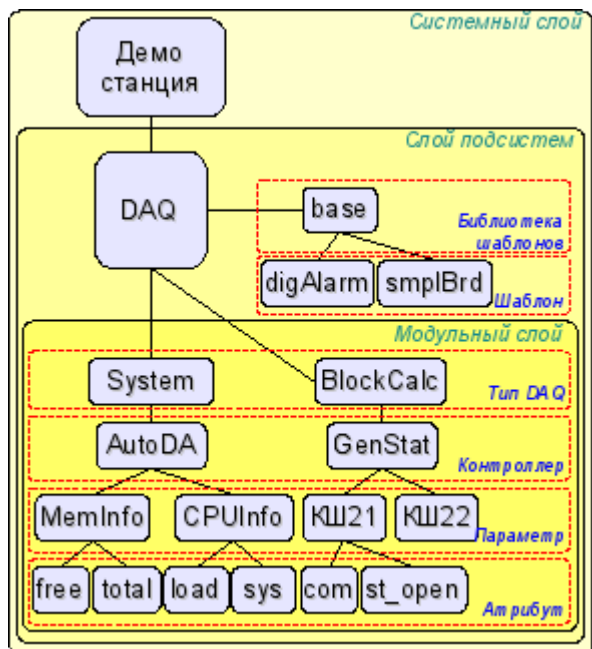 Системный слой
Демо
станция
Слой подсистем
DAQ
base
Библиотека
шаблонов
digAlarm
smplBrd
Шаблон
Модульный слой
System
BlockCalc
Тип DAQ
AutoDA
GenStat
Контроллер
MemInfo
CPUInfo
КШ21
КШ22
Параметр
free
total
load
sys
com
st_open
Атрибут